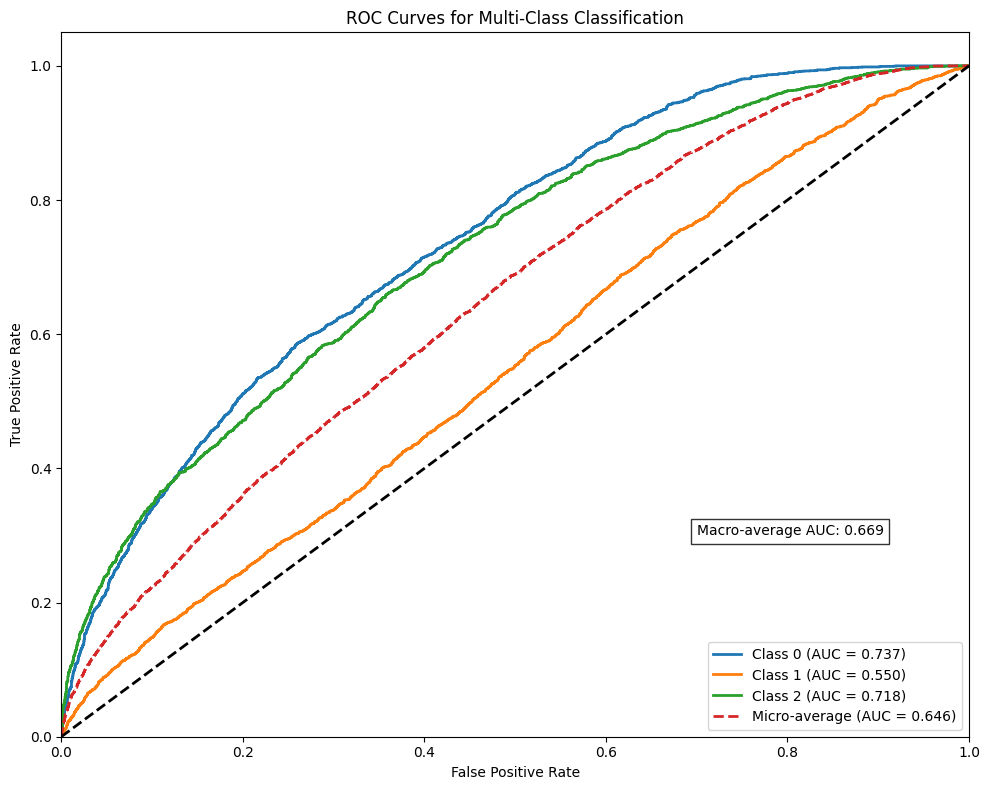 ROC Curves for Multi-Class Classification
True Positive Rate
1.0
0.8
0.6
0.4
0.2
0.0
Macro-average AUC: 0.669
Class 0 (AUC = 0.737)
Class 1 (AUC = 0.550)
Class 2 (AUC = 0.718)
Micro-average (AUC = 0.646)
0.0 0.2 0.4 0.6 0.8 1.0
False Positive Rate